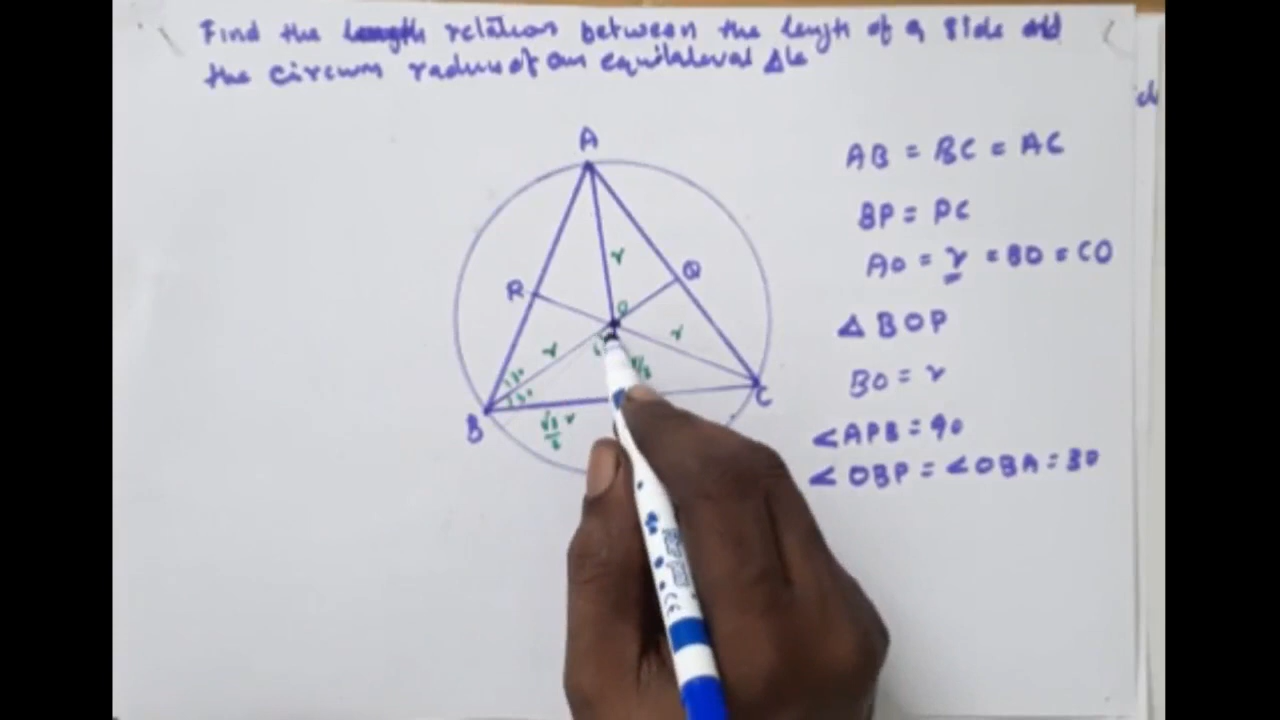 Find the length relation between the length of a side and
the circum radius of an equilateral Δle
A
AB = BC = AC
BP = PC
AO = r = BO = CO
Δ BOP
BO = r
∠APB = 90
∠OBP = ∠OBA = 30
R
r
Q
O
r
r
B
C